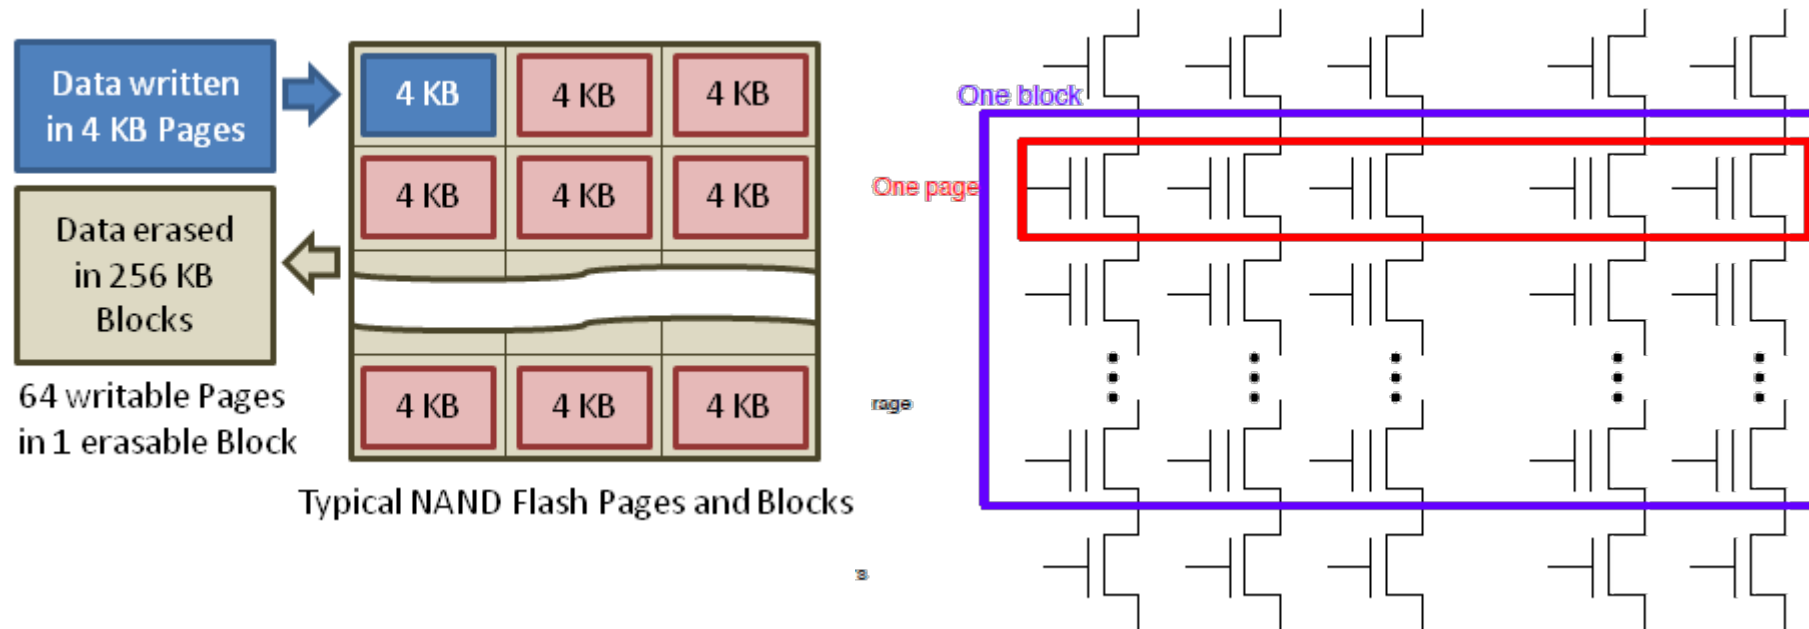 Data written
in 4 KB Pages
Data erased
in 256 KB
Blocks
64 writable Pages
in 1 erasable Block
4 KB 4 KB 4 KB
4 KB 4 KB 4 KB
4 KB 4 KB 4 KB
Typical NAND Flash Pages and Blocks
One block
One page
rage